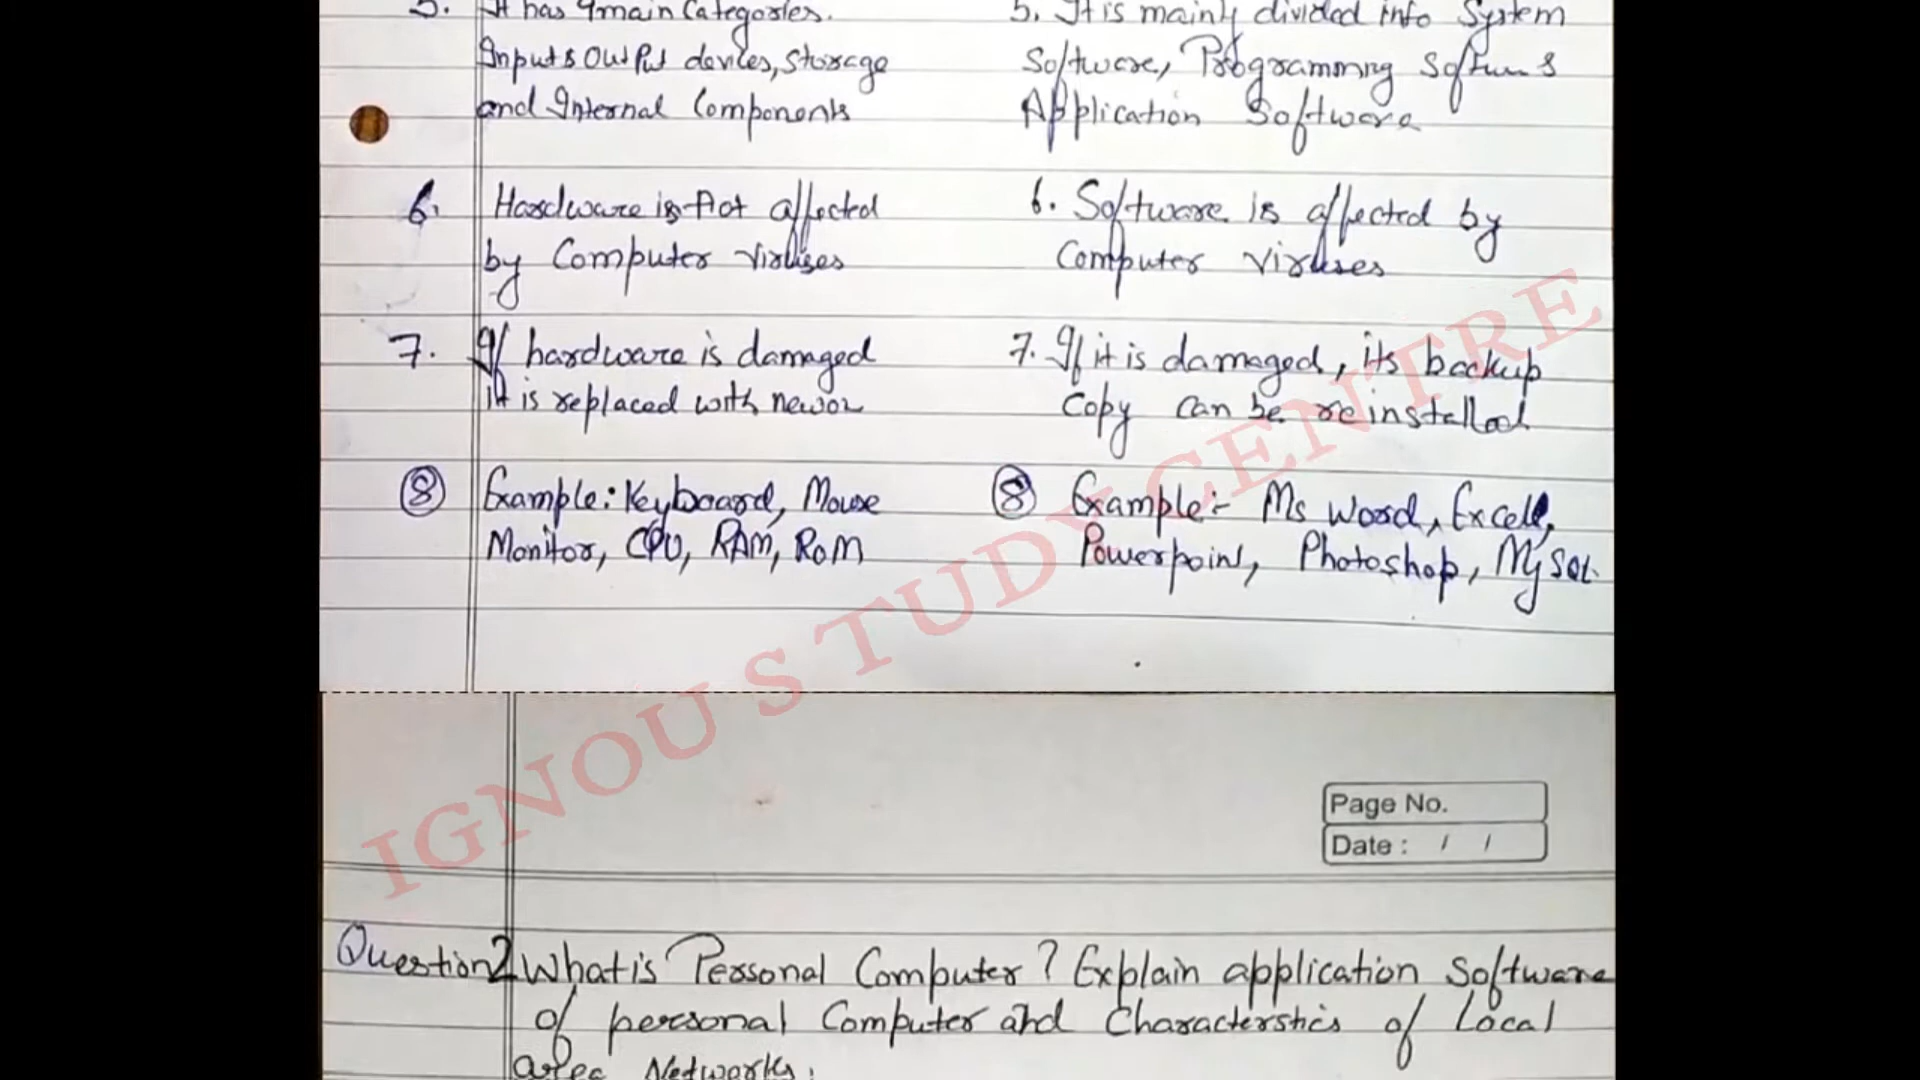 5. It has 4 main Categories.
Input & Output devices, Storage
and Internal Components
5. It is mainly divided into System
Software, Programming Software &
Application Software
6. Hardware is not affected
by Computer viruses
6. Software is affected by
Computer viruses
7. If hardware is damaged
it is replaced with new one
7. If it is damaged, its backup
Copy can be reinstalled
8 Example: Keyboard, Mouse
Monitor, CPU, RAM, ROM
8 Example:- Ms Word, Excell,
Powerpoint, Photoshop, MySQL.
IGNOU STUDY CENTRE
Page No.
Date : / /
Question 2 What is Personal Computer? Explain application Software
of personal Computer and Characterstics of Local
area Networks.